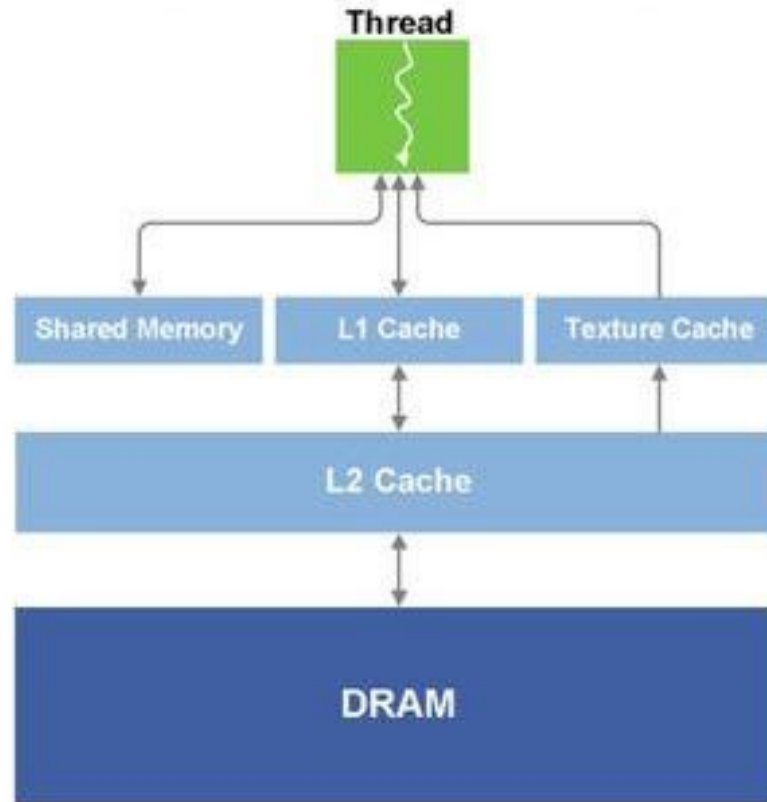 Thread
Shared Memory
L1 Cache
Texture Cache
L2 Cache
DRAM